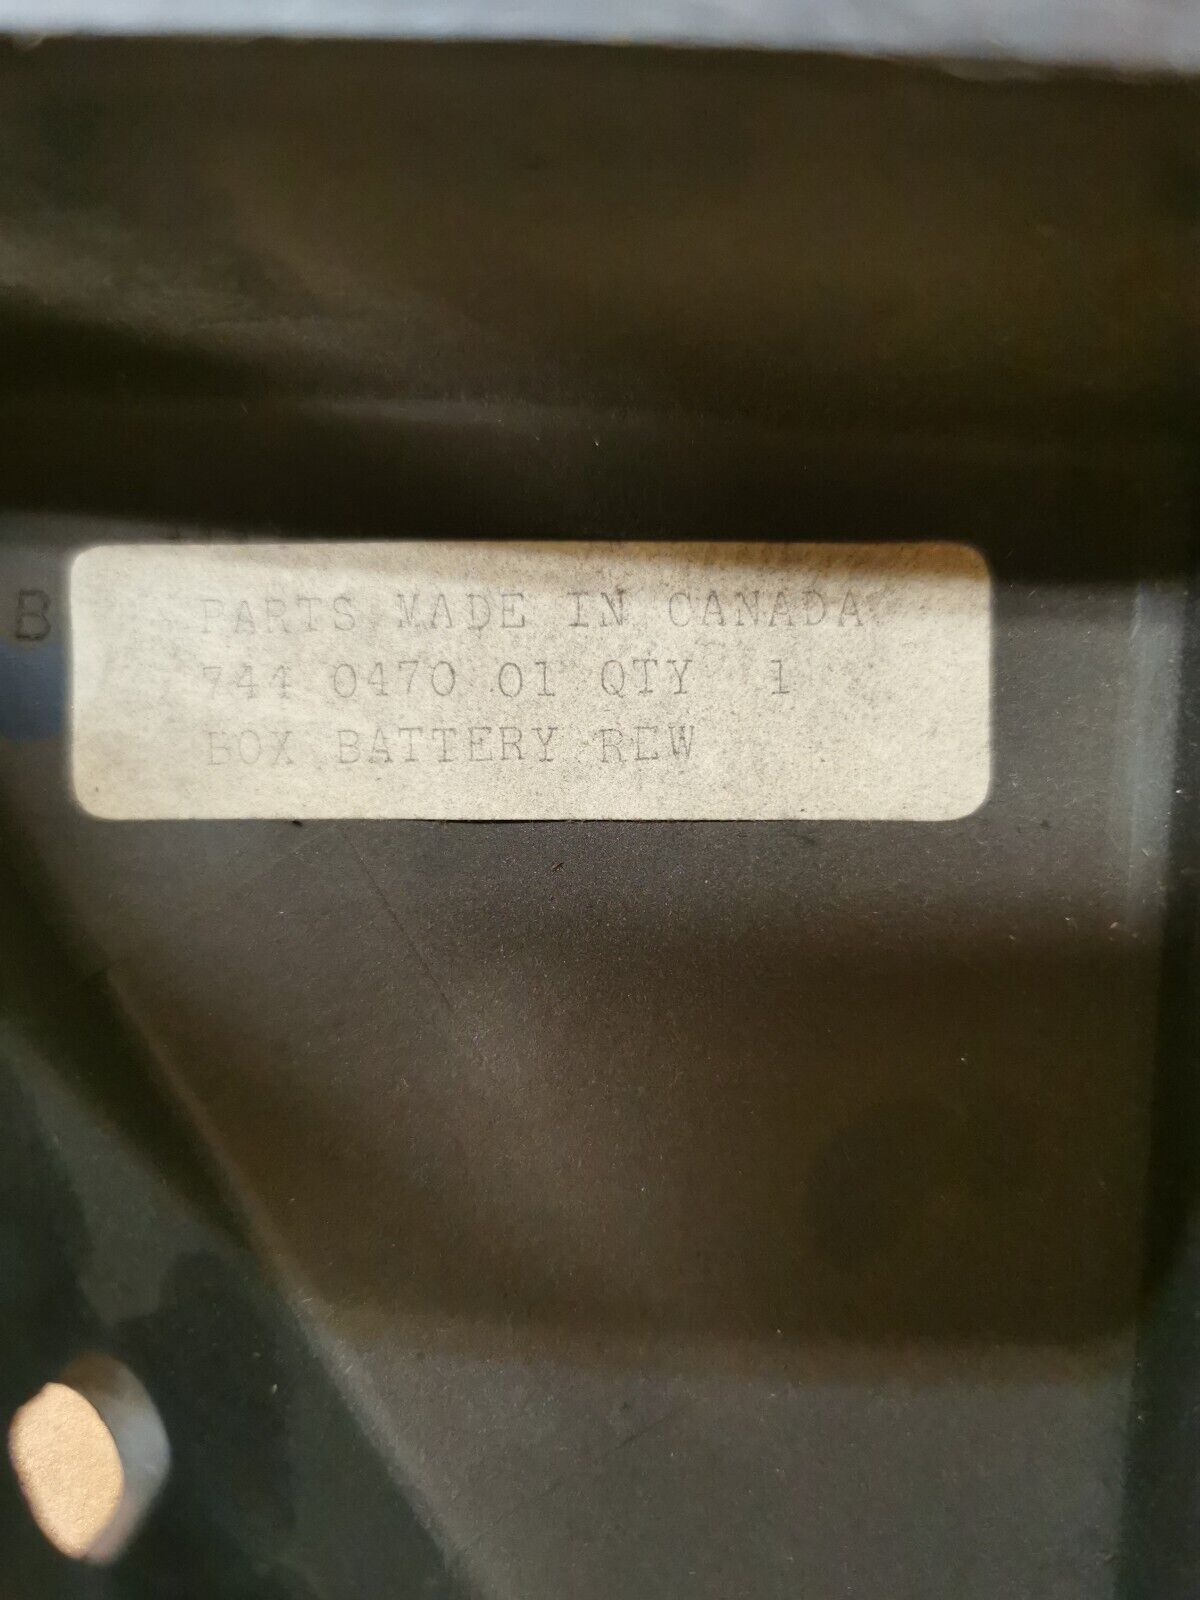 B
PARTS MADE IN CANADA
744 0470 01 QTY 1
BOX BATTERY REW